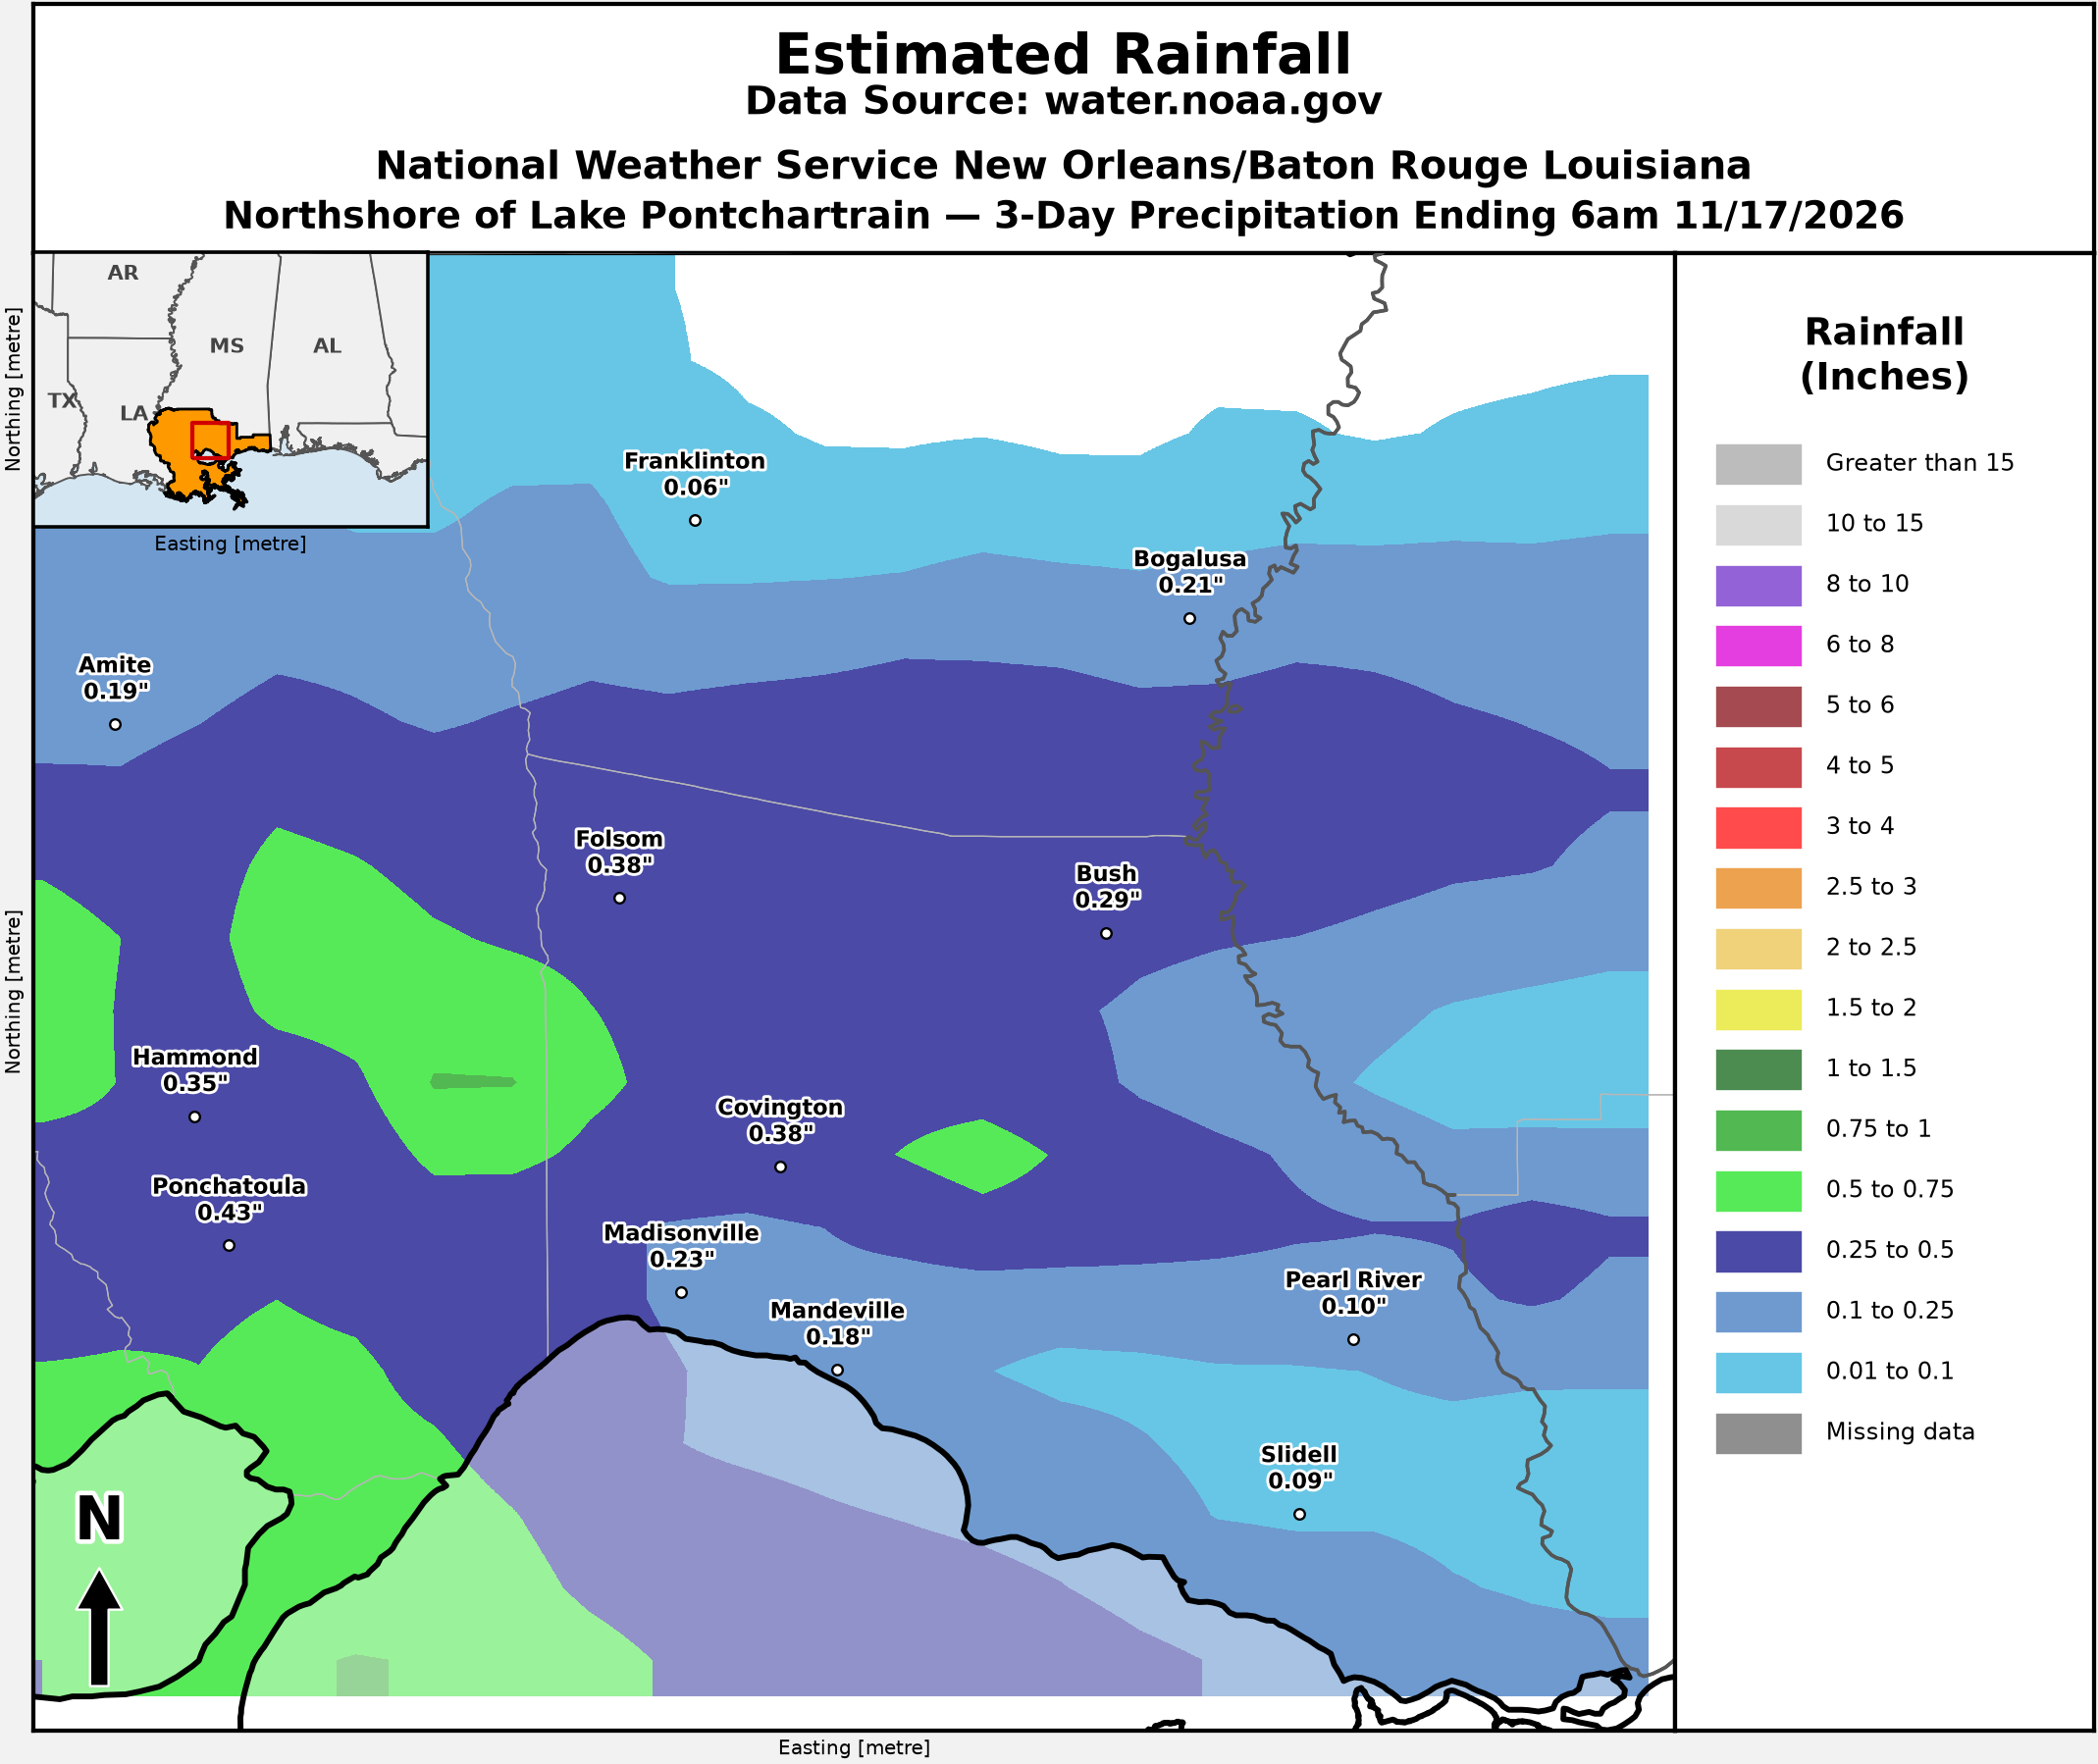 Estimated Rainfall
Data Source: water.noaa.gov
National Weather Service New Orleans/Baton Rouge Louisiana
Northshore of Lake Pontchartrain — 3-Day Precipitation Ending 6am 11/17/2026
AR
MS
AL
TX
LA
Northing [metre]
Easting [metre]
Franklinton
0.06"
Bogalusa
0.21"
Amite
0.19"
Folsom
0.38"
Bush
0.29"
Northing [metre]
Hammond
0.35"
Covington
0.38"
Ponchatoula
0.43"
Madisonville
0.23"
Pearl River
0.10"
Mandeville
0.18"
Slidell
0.09"
N
Easting [metre]
Rainfall
(Inches)
Greater than 15
10 to 15
8 to 10
6 to 8
5 to 6
4 to 5
3 to 4
2.5 to 3
2 to 2.5
1.5 to 2
1 to 1.5
0.75 to 1
0.5 to 0.75
0.25 to 0.5
0.1 to 0.25
0.01 to 0.1
Missing data